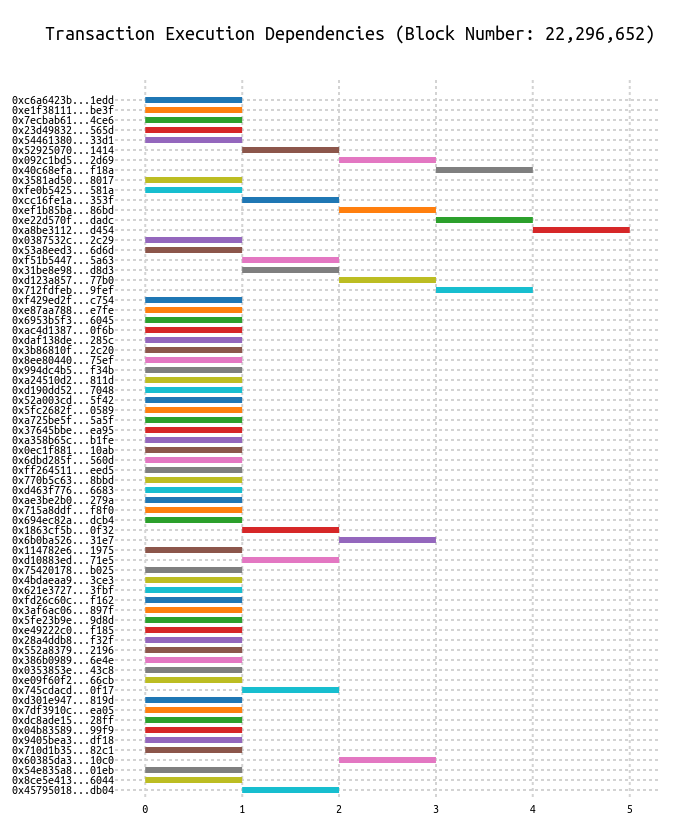 Transaction Execution Dependencies (Block Number: 22,296,652)
0xc6a6423b...1edd
0xe1f38111...be3f
0x7ecbab61...4ce6
0x23d49832...565d
0x54461380...33d1
0x52925070...1414
0x092c1bd5...2d69
0x40c68efa...f18a
0x3581ad50...8017
0xfe0b5425...581a
0xcc16fe1a...353f
0xef1b85ba...86bd
0xe22d570f...dadc
0xa8be3112...d454
0x0387532c...2c29
0x53a8eed3...6d6d
0xf51b5447...5a63
0x31be8e98...d8d3
0xd123a857...77b0
0x712fdfeb...9fef
0xf429ed2f...c754
0xe87aa788...e7fe
0x6953b5f3...6045
0xac4d1387...0f6b
0xdaf138de...285c
0x3b86810f...2c20
0x8ee80440...75ef
0x994dc4b5...f34b
0xa24510d2...811d
0xd190dd52...7048
0x52a003cd...5f42
0x5fc2682f...0589
0xa725be5f...5a5f
0x37645bbe...ea95
0xa358b65c...b1fe
0x0ec1f881...10ab
0x6dbd285f...560d
0xff264511...eed5
0x770b5c63...8bbd
0xd463f776...6683
0xae3be2b0...279a
0x715a8ddf...f8f0
0x694ec82a...dcb4
0x1863cf5b...0f32
0x6b0ba526...31e7
0x114782e6...1975
0xd10883ed...71e5
0x75420178...b025
0x4bdaeaa9...3ce3
0x621e3727...3fbf
0xfd26c60c...f162
0x3af6ac06...897f
0x5fe23b9e...9d8d
0xe49222c0...f185
0x28a4ddb8...f32f
0x552a8379...2196
0x386b0989...6e4e
0x0353853e...43c8
0xe09f60f2...66cb
0x745cdacd...0f17
0xd301e947...819d
0x7df3910c...ea05
0xdc8ade15...28ff
0x04b83589...99f9
0x9405bea3...df18
0x710d1b35...82c1
0x60385da3...10c0
0x54e835a8...01eb
0x8ce5e413...6044
0x45795018...db04
0 1 2 3 4 5